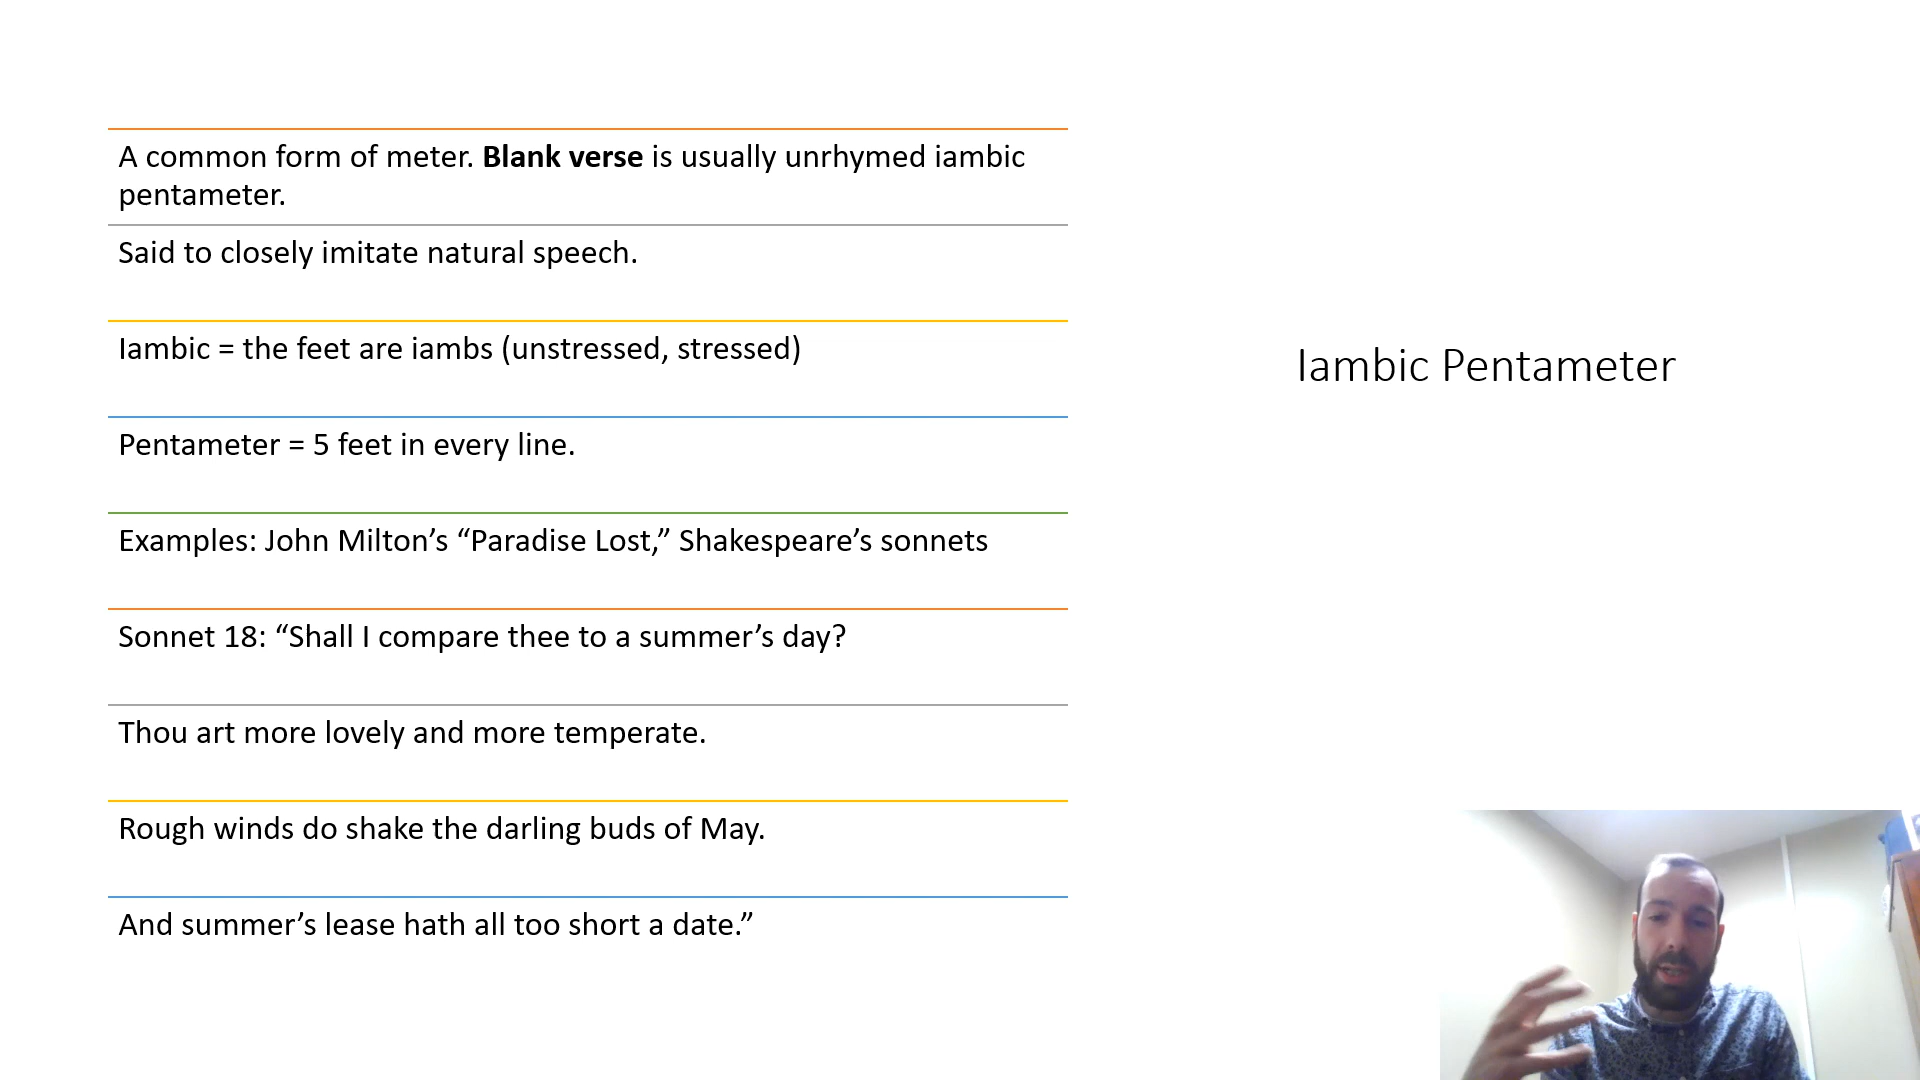 A common form of meter. Blank verse is usually unrhymed iambic
pentameter.
Said to closely imitate natural speech.
Iambic = the feet are iambs (unstressed, stressed)
Pentameter = 5 feet in every line.
Examples: John Milton’s “Paradise Lost,” Shakespeare’s sonnets
Sonnet 18: “Shall I compare thee to a summer’s day?
Thou art more lovely and more temperate.
Rough winds do shake the darling buds of May.
And summer’s lease hath all too short a date.”
Iambic Pentameter